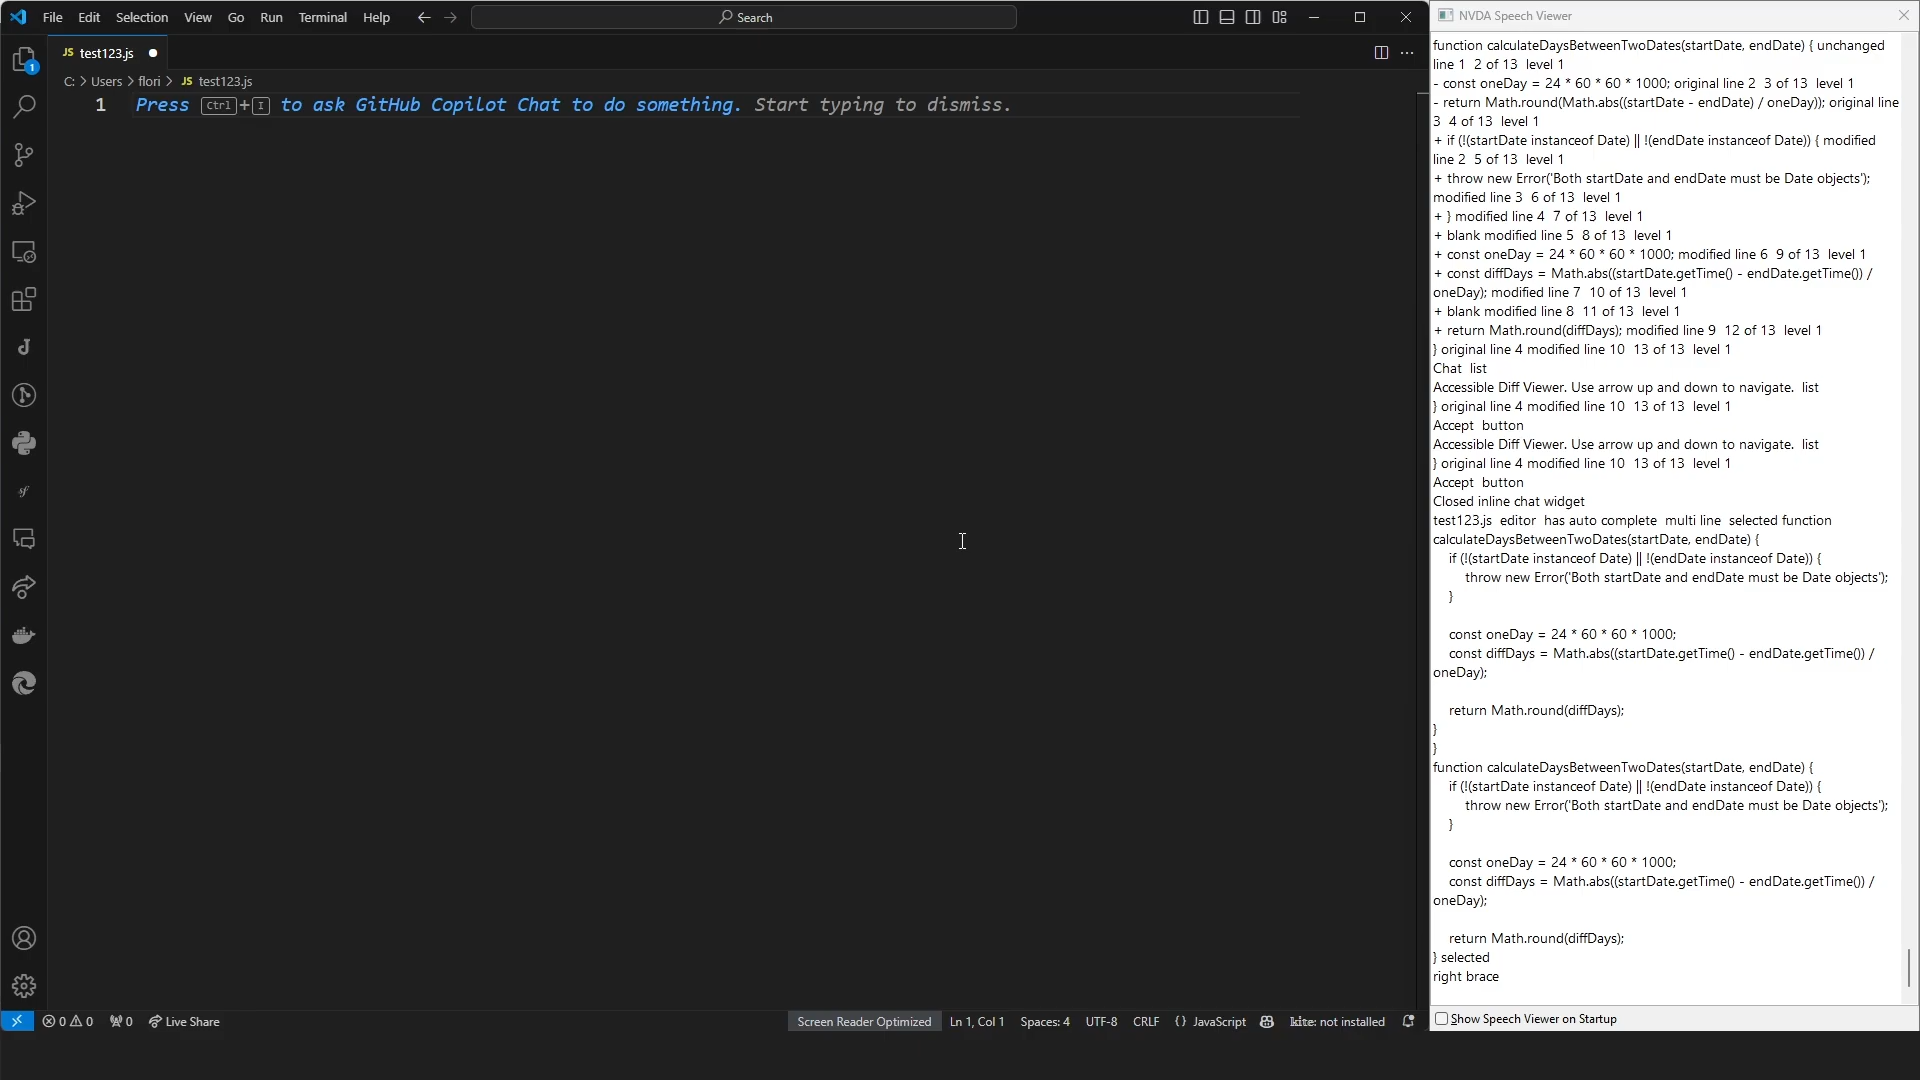 File Edit Selection View Go Run Terminal Help
Search
JS test123.js
C: > Users > flori > JS test123.js
1 Press Ctrl+I to ask GitHub Copilot Chat to do something. Start typing to dismiss.
1
0 0 0 Live Share
Screen Reader Optimized Ln 1, Col 1 Spaces: 4 UTF-8 CRLF {} JavaScript kite: not installed
NVDA Speech Viewer
function calculateDaysBetweenTwoDates(startDate, endDate) { unchanged
line 1 2 of 13 level 1
- const oneDay = 24 * 60 * 60 * 1000; original line 2 3 of 13 level 1
- return Math.round(Math.abs((startDate - endDate) / oneDay)); original line
3 4 of 13 level 1
+ if (!(startDate instanceof Date) || !(endDate instanceof Date)) { modified
line 2 5 of 13 level 1
+ throw new Error('Both startDate and endDate must be Date objects');
modified line 3 6 of 13 level 1
+ } modified line 4 7 of 13 level 1
+ blank modified line 5 8 of 13 level 1
+ const oneDay = 24 * 60 * 60 * 1000; modified line 6 9 of 13 level 1
+ const diffDays = Math.abs((startDate.getTime() - endDate.getTime()) /
oneDay); modified line 7 10 of 13 level 1
+ blank modified line 8 11 of 13 level 1
+ return Math.round(diffDays); modified line 9 12 of 13 level 1
} original line 4 modified line 10 13 of 13 level 1
Chat list
Accessible Diff Viewer. Use arrow up and down to navigate. list
} original line 4 modified line 10 13 of 13 level 1
Accept button
Accessible Diff Viewer. Use arrow up and down to navigate. list
} original line 4 modified line 10 13 of 13 level 1
Accept button
Closed inline chat widget
test123.js editor has auto complete multi line selected function
calculateDaysBetweenTwoDates(startDate, endDate) {
if (!(startDate instanceof Date) || !(endDate instanceof Date)) {
throw new Error('Both startDate and endDate must be Date objects');
}
const oneDay = 24 * 60 * 60 * 1000;
const diffDays = Math.abs((startDate.getTime() - endDate.getTime()) /
oneDay);
return Math.round(diffDays);
}
}
function calculateDaysBetweenTwoDates(startDate, endDate) {
if (!(startDate instanceof Date) || !(endDate instanceof Date)) {
throw new Error('Both startDate and endDate must be Date objects');
}
const oneDay = 24 * 60 * 60 * 1000;
const diffDays = Math.abs((startDate.getTime() - endDate.getTime()) /
oneDay);
return Math.round(diffDays);
} selected
right brace
Show Speech Viewer on Startup